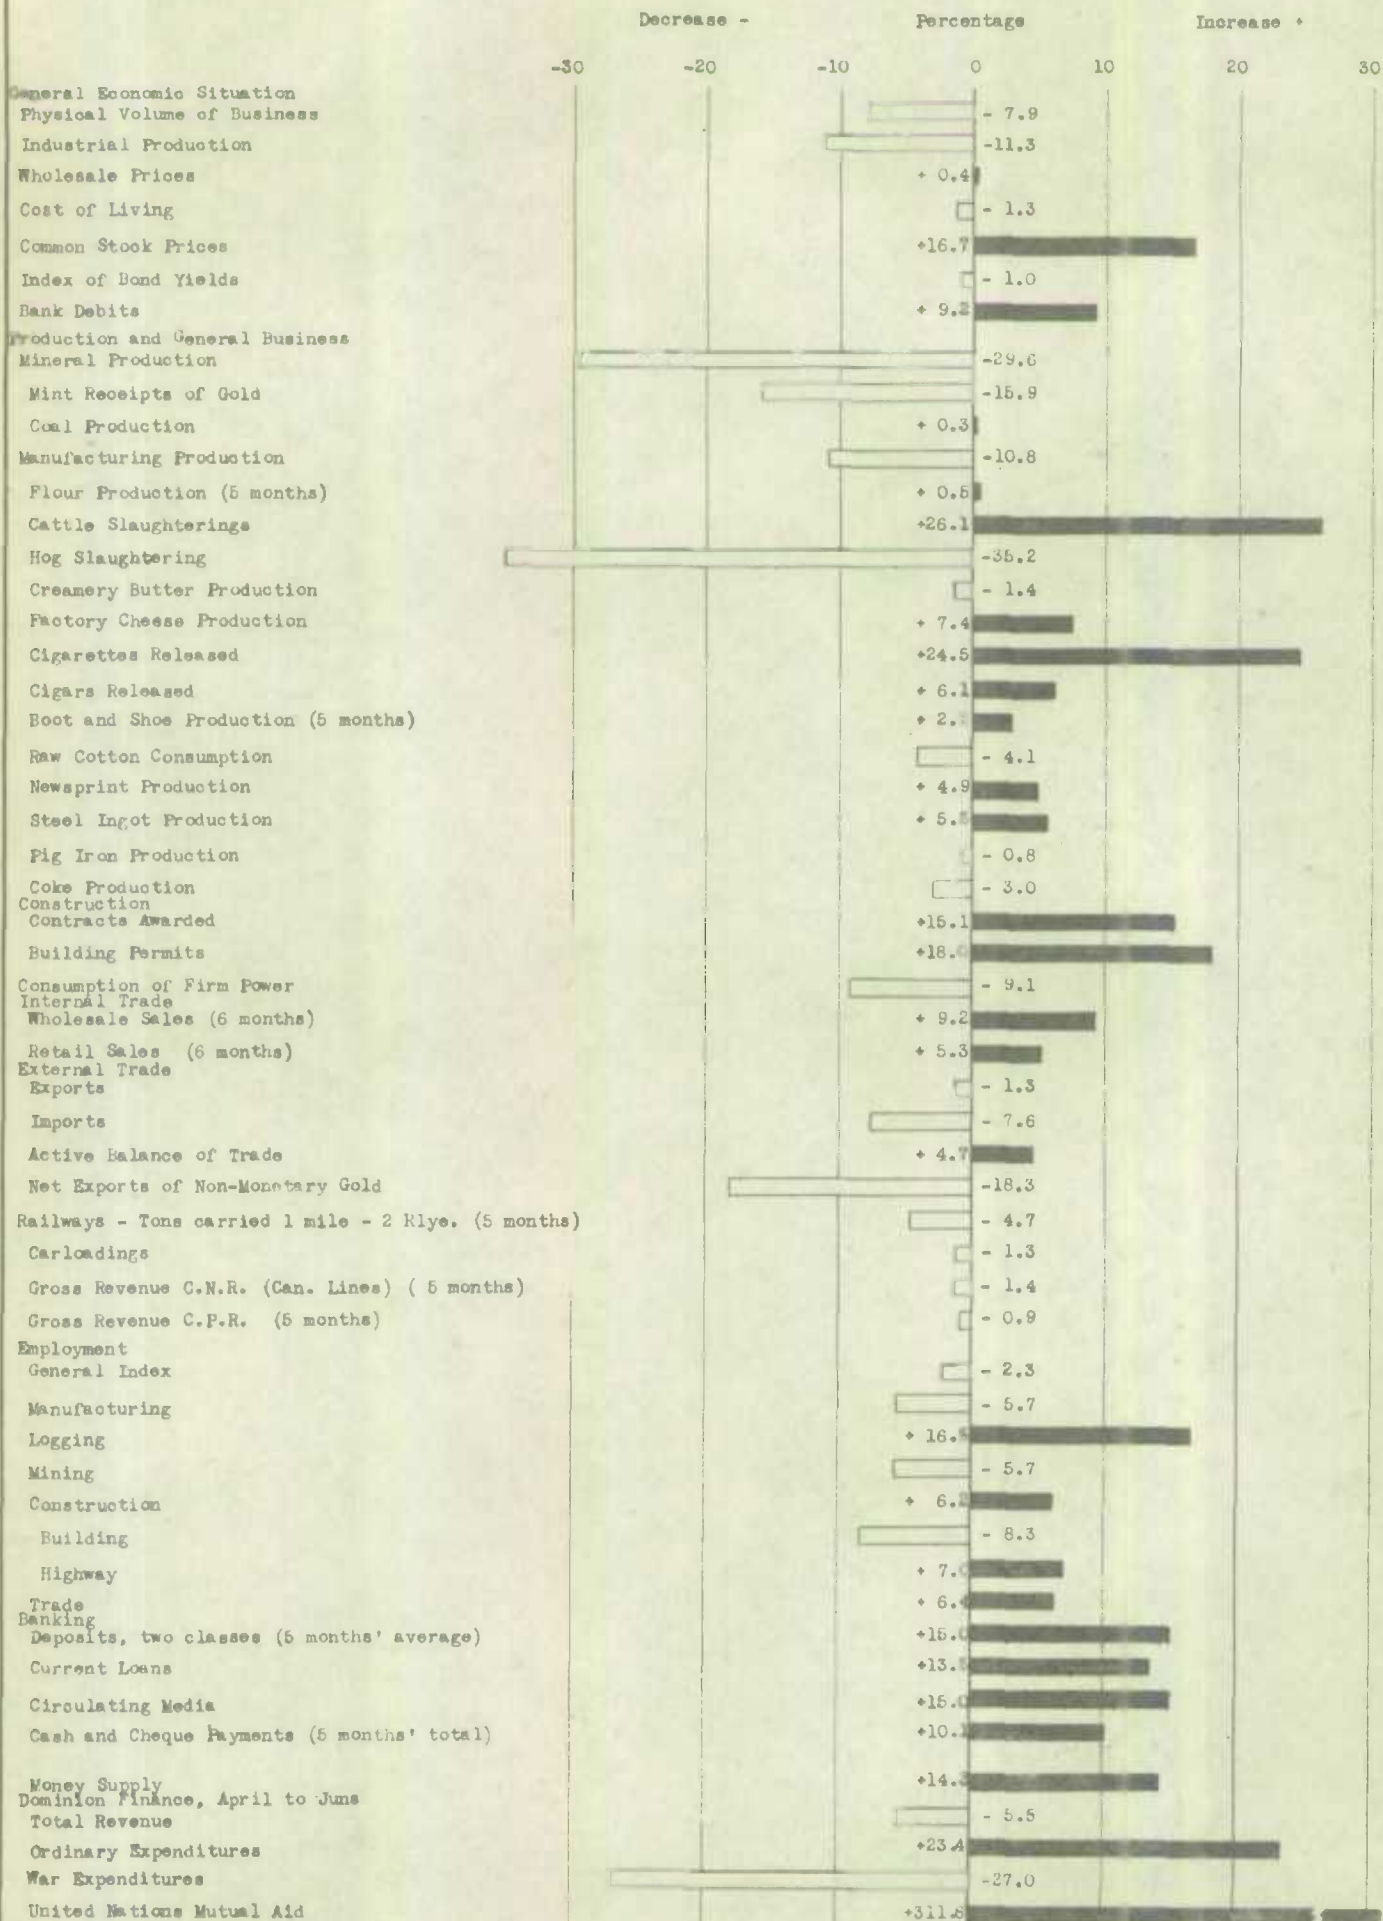 Decrease - Percentage Increase +
-30 -20 -10 0 10 20 30
General Economic Situation
Physical Volume of Business - 7.9
Industrial Production -11.3
Wholesale Prices + 0.4
Cost of Living - 1.3
Common Stock Prices +16.7
Index of Bond Yields - 1.0
Bank Debits
Production and General Business
Mineral Production -29.6
Mint Receipts of Gold -15.9
Coal Production + 0.3
Manufacturing Production -10.8
Flour Production (5 months) + 0.5
Cattle Slaughterings +26.1
Hog Slaughtering -35.2
Creamery Butter Production - 1.4
Factory Cheese Production + 7.4
Cigarettes Released +24.5
Cigars Released + 6.1
Boot and Shoe Production (5 months)
Raw Cotton Consumption - 4.1
Newsprint Production + 4.9
Steel Ingot Production
Pig Iron Production - 0.8
Coke Production - 3.0
Construction
Contracts Awarded +15.1
Building Permits
Consumption of Firm Power - 9.1
Internal Trade
Wholesale Sales (6 months) + 9.2
Retail Sales (6 months) + 5.3
External Trade
Exports - 1.3
Imports - 7.6
Active Balance of Trade + 4.7
Net Exports of Non-Monetary Gold -18.3
Railways - Tons carried 1 mile - 2 Rlye. (5 months) - 4.7
Carloadings - 1.3
Gross Revenue C.N.R. (Can. Lines) ( 5 months) - 1.4
Gross Revenue C.P.R. (5 months) - 0.9
Employment
General Index - 2.3
Manufacturing - 5.7
Logging
Mining - 5.7
Construction
Building - 8.3
Highway
Trade
Banking
Deposits, two classes (5 months' average) +15.0
Current Loans
Circulating Media +15.0
Cash and Cheque Payments (5 months' total) +10.1
Money Supply +14.3
Dominion Finance, April to June
Total Revenue - 5.5
Ordinary Expenditures +23.4
War Expenditures -27.0
United Nations Mutual Aid